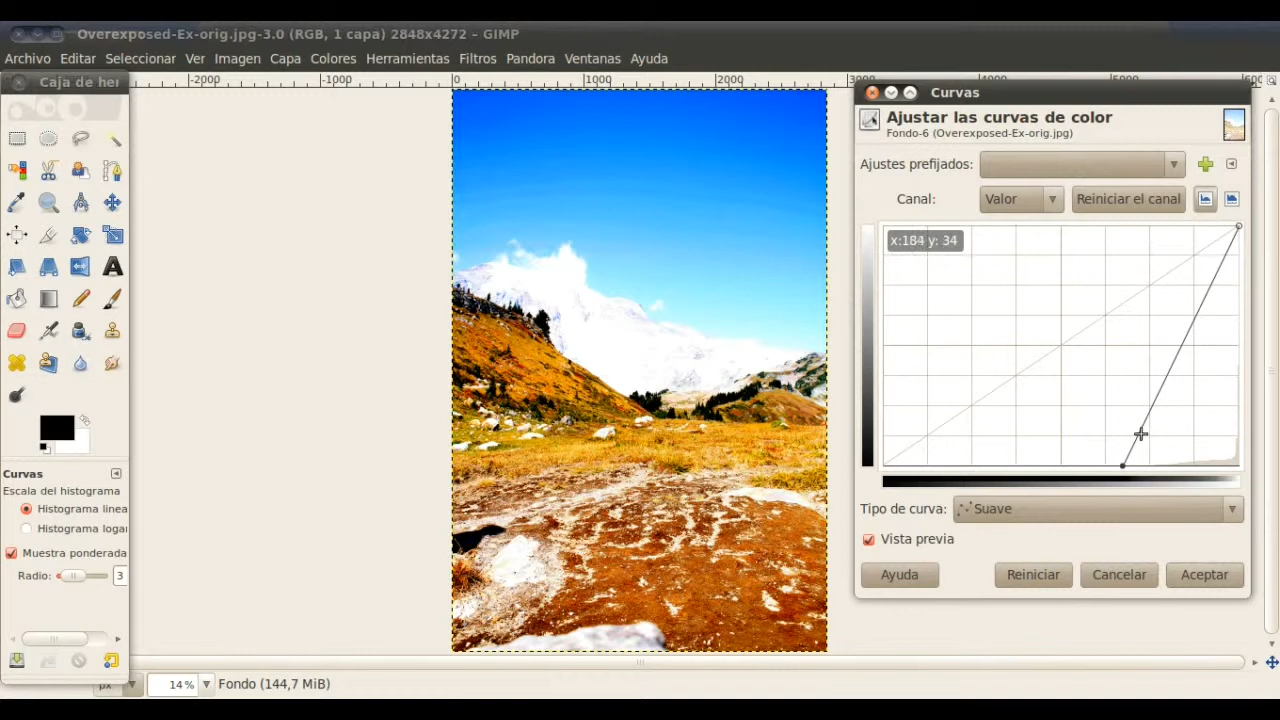 Overexposed-Ex-orig.jpg-3.0 (RGB, 1 capa) 2848x4272 – GIMP
Archivo Editar Seleccionar Ver Imagen Capa Colores Herramientas Filtros Pandora Ventanas Ayuda
Caja de her
-2000 -1000 0 1000 2000 3000 4000 5000
Curvas
Ajustar las curvas de color
Fondo-6 (Overexposed-Ex-orig.jpg)
Ajustes prefijados:
Canal: Valor Reiniciar el canal
x:184 y: 34
Tipo de curva: Suave
Vista previa
Ayuda Reiniciar Cancelar Aceptar
Curvas
Escala del histograma
Histograma linea
Histograma logar
Muestra ponderada
Radio: 3
px 14% Fondo (144,7 MiB)